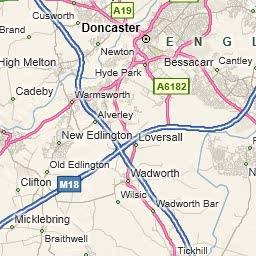 Cusworth
A19
Doncaster
Brand
Newton
E N G L
Bessacarr
High Melton
Hyde Park
Cantley
Cadeby
Warmsworth
A6182
Alverley
New Edlington
Loversall
Old Edlington
Clifton
M18
Wadworth
Micklebring
Wilsic
Wadworth Bar
Braithwell
Tickhill